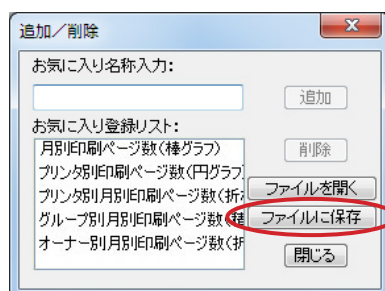 追加／削除
お気に入り名称入力:
追加
お気に入り登録リスト:
月別印刷ページ数(棒グラフ)
プリンタ別印刷ページ数(円グラフ
プリンタ別月別印刷ページ数(折
グループ別月別印刷ページ数
オーナー別月別印刷ページ数(折
削除
ファイルを開く
ファイルに保存
閉じる